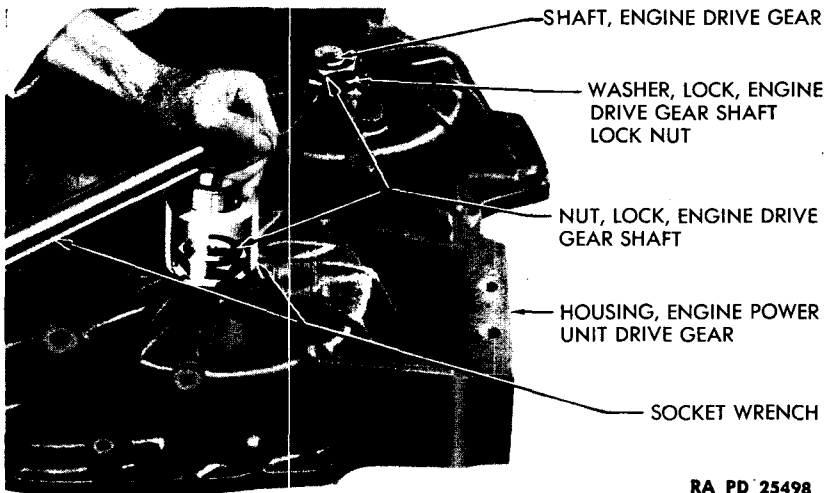 SHAFT, ENGINE DRIVE GEAR
WASHER, LOCK, ENGINE
DRIVE GEAR SHAFT
LOCK NUT
NUT, LOCK, ENGINE DRIVE
GEAR SHAFT
HOUSING, ENGINE POWER
UNIT DRIVE GEAR
SOCKET WRENCH
RA PD 25498